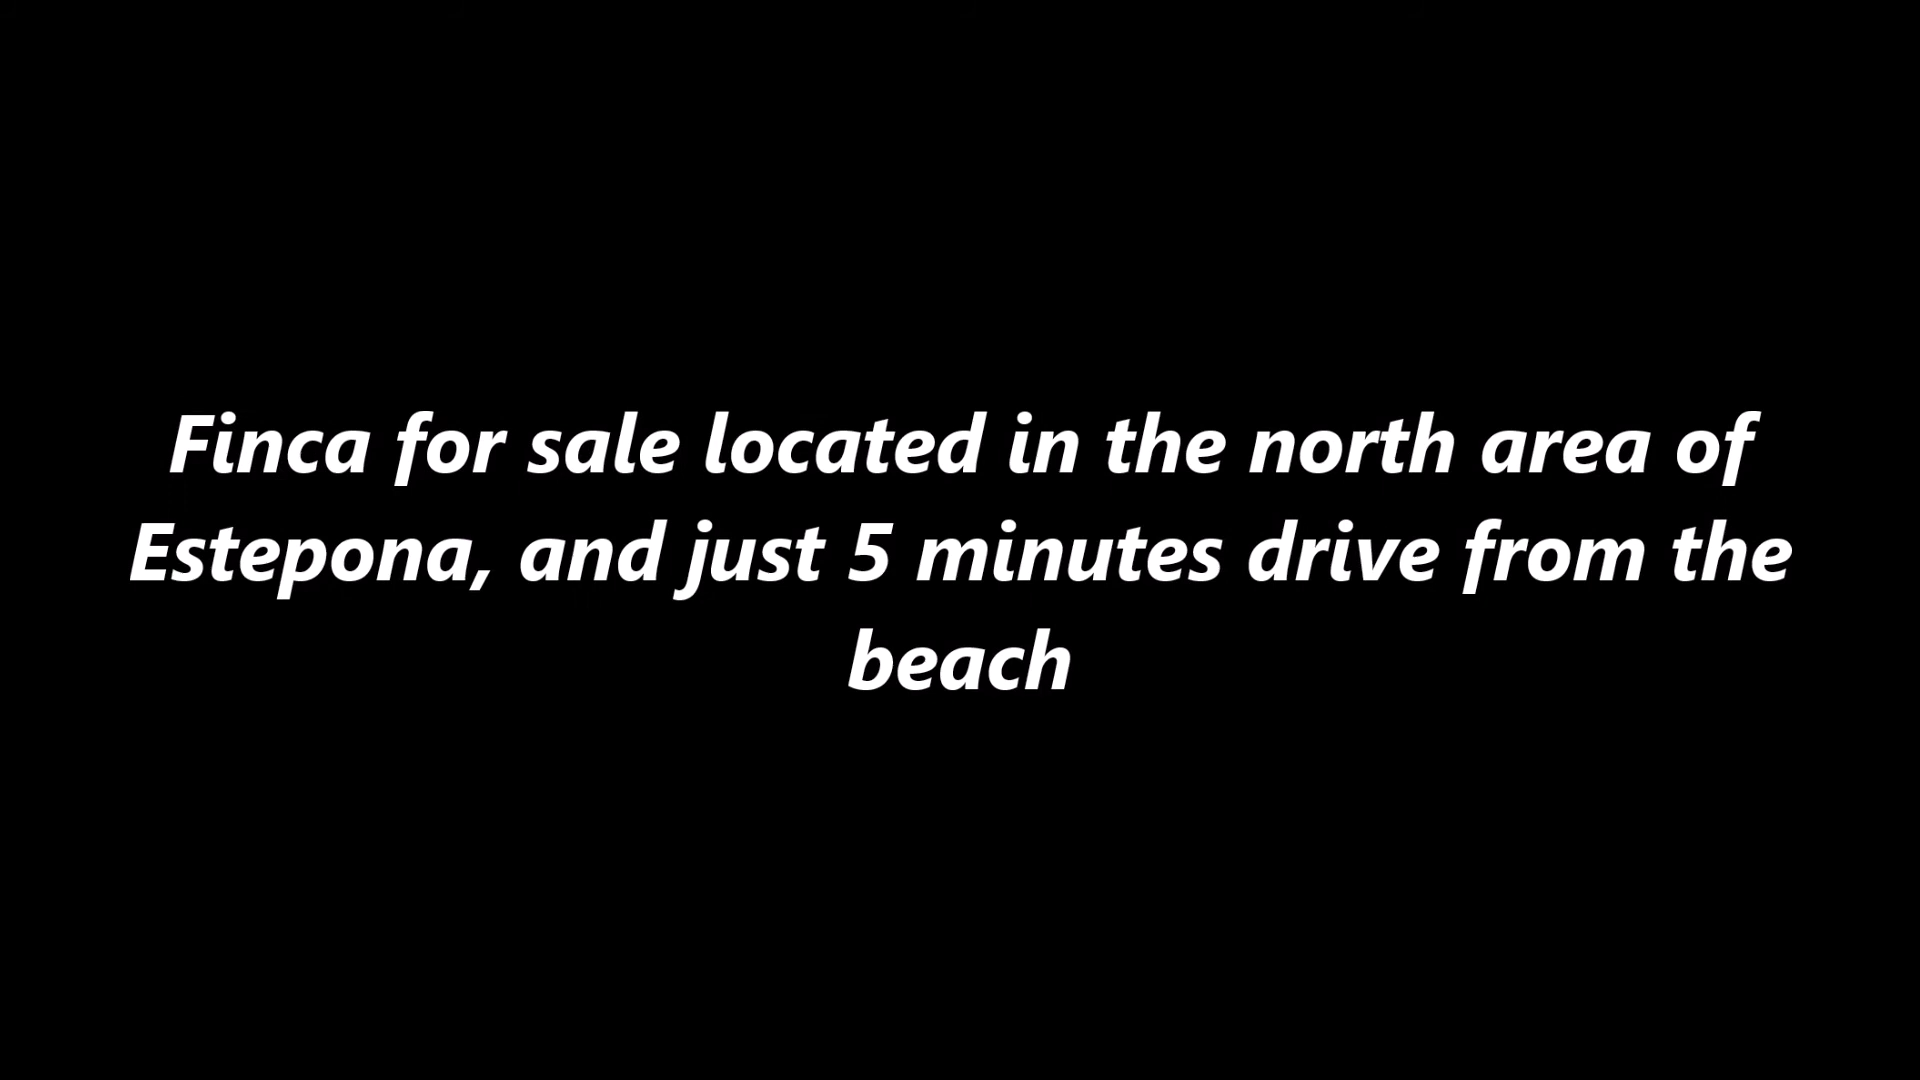 Finca for sale located in the north area of
Estepona, and just 5 minutes drive from the
beach